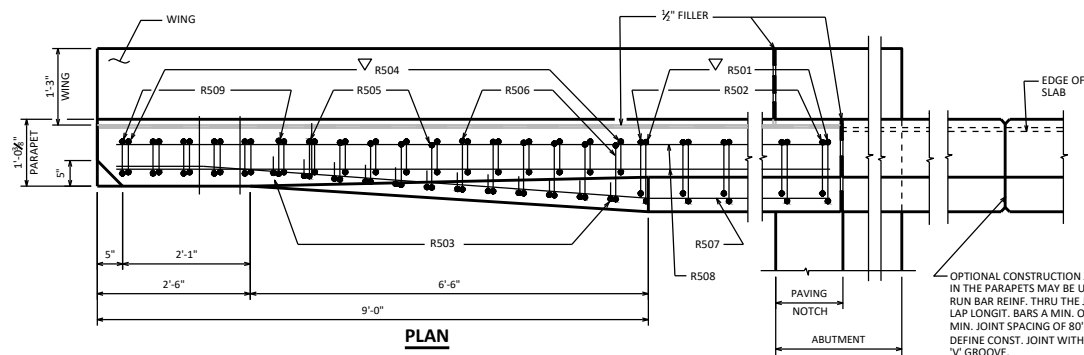 WING
½" FILLER
R504
R501
R509
R505
R506
R502
EDGE OF
SLAB
1'-3"
WING
1'-0⅜"
PARAPET
5"
R503
R507
R508
5"
2'-1"
2'-6"
6'-6"
9'-0"
PLAN
PAVING
NOTCH
ABUTMENT
OPTIONAL CONSTRUCTION
IN THE PARAPETS MAY BE
RUN BAR REINF. THRU THE
LAP LONGIT. BARS A MIN.
MIN. JOINT SPACING OF 80'
DEFINE CONST. JOINT WITH
'V' GROOVE.